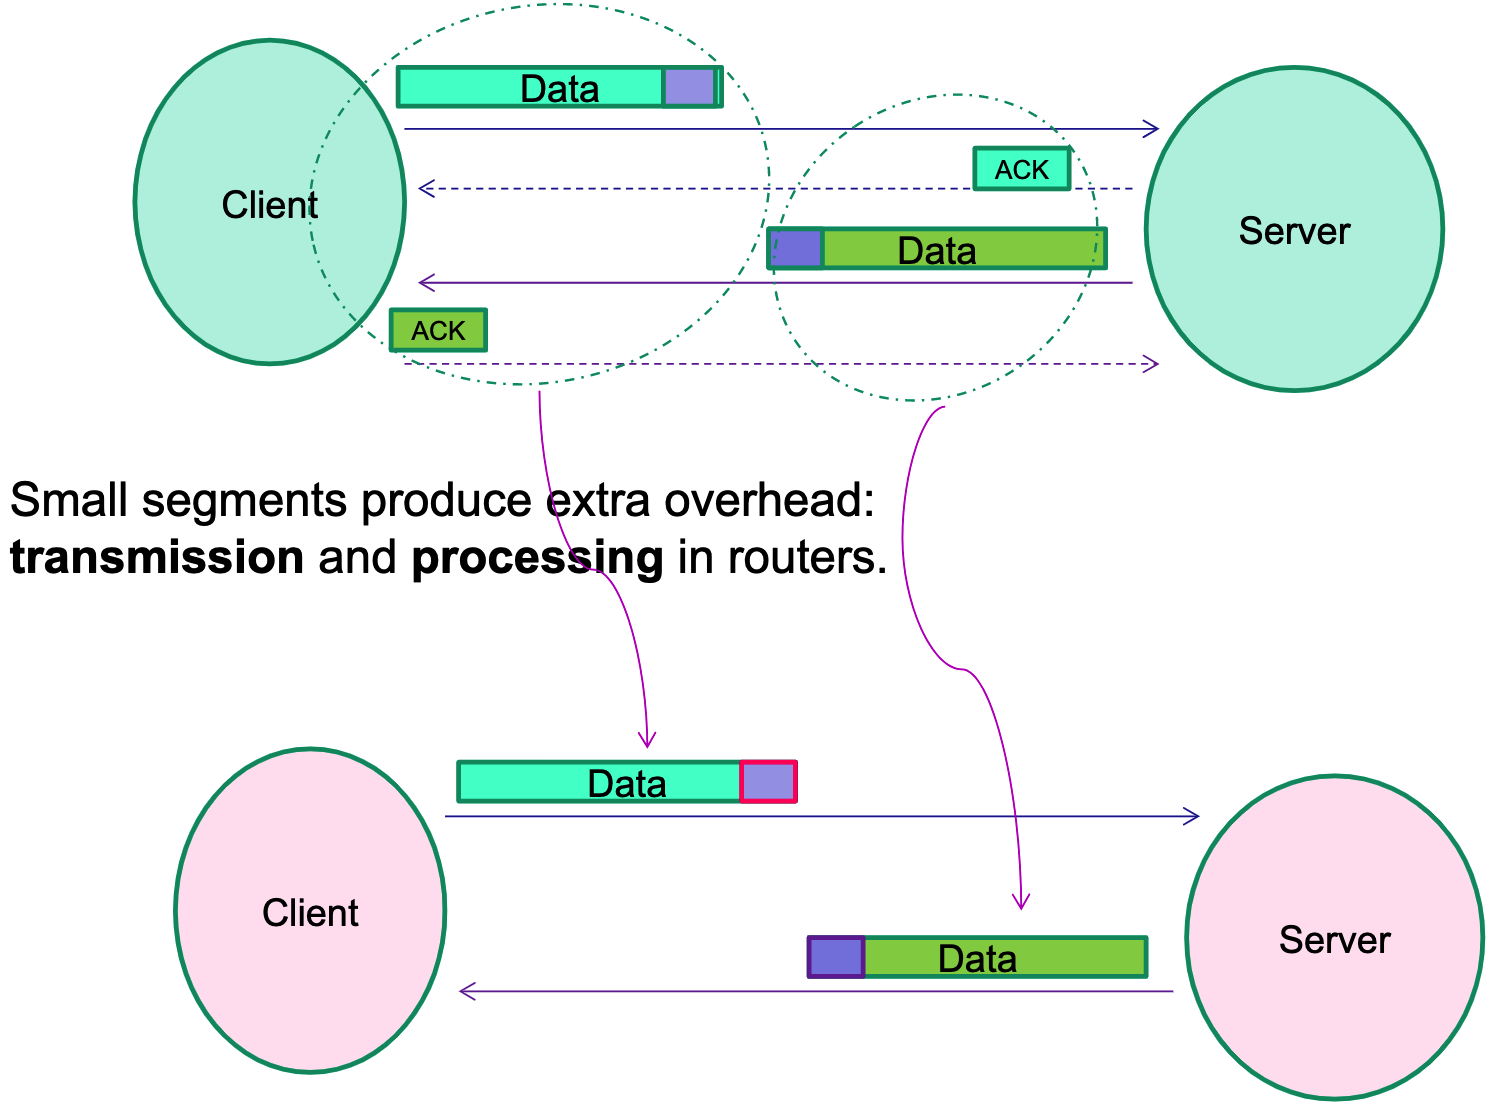 Data
ACK
Client
Server
Data
ACK
Small segments produce extra overhead:
transmission and processing in routers.
Data
Client
Server
Data